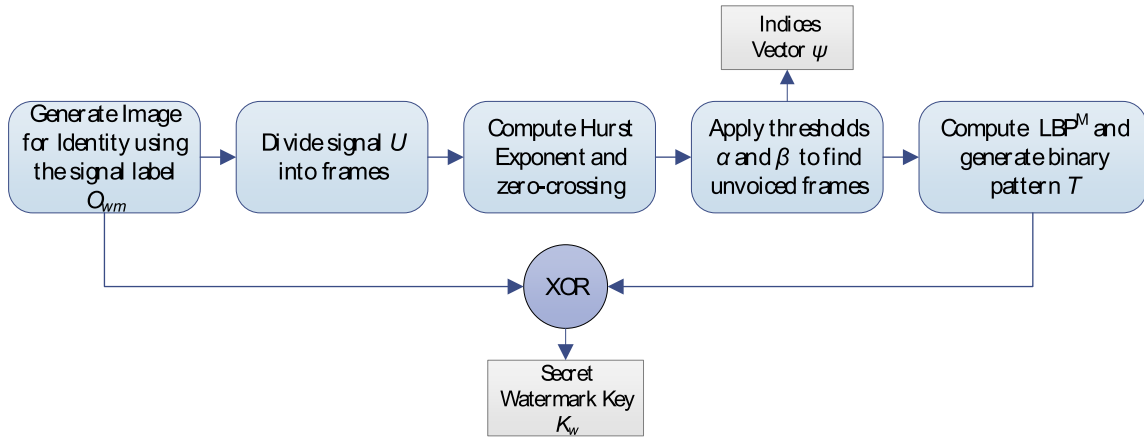 Indices
Vector ψ
Generate Image
for Identity using
the signal label
O_wm
Divide signal U
into frames
Compute Hurst
Exponent and
zero-crossing
Apply thresholds
α and β to find
unvoiced frames
Compute LBP^M and
generate binary
pattern T
XOR
Secret
Watermark Key
K_w